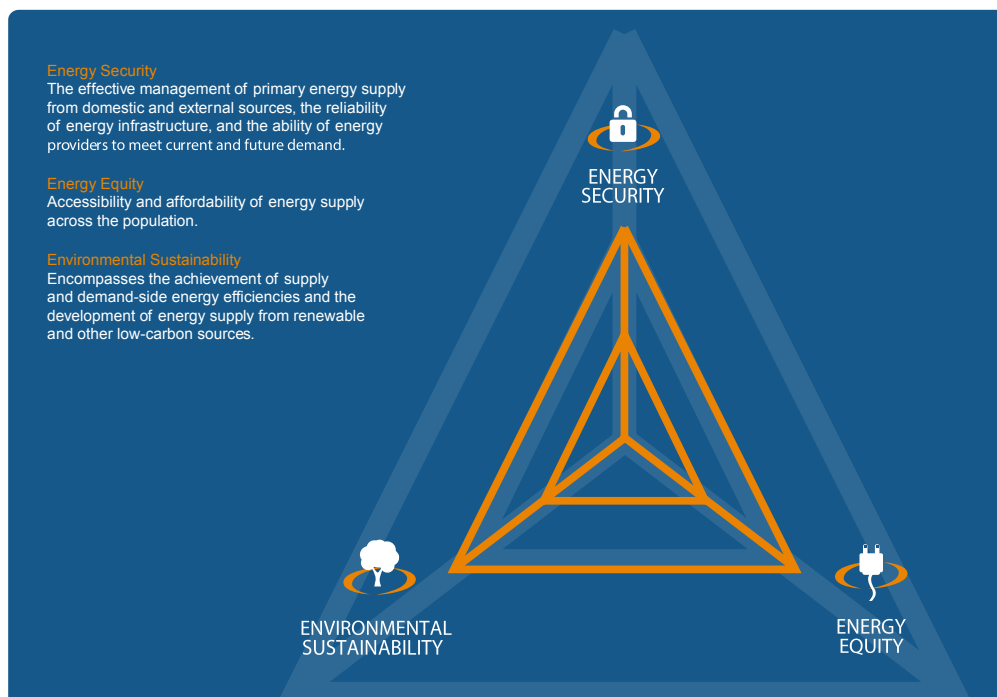 Energy Security
The effective management of primary energy supply
from domestic and external sources, the reliability
of energy infrastructure, and the ability of energy
providers to meet current and future demand.
Energy Equity
Accessibility and affordability of energy supply
across the population.
Environmental Sustainability
Encompasses the achievement of supply
and demand-side energy efficiencies and the
development of energy supply from renewable
and other low-carbon sources.
ENERGY
SECURITY
ENVIRONMENTAL
SUSTAINABILITY
ENERGY
EQUITY